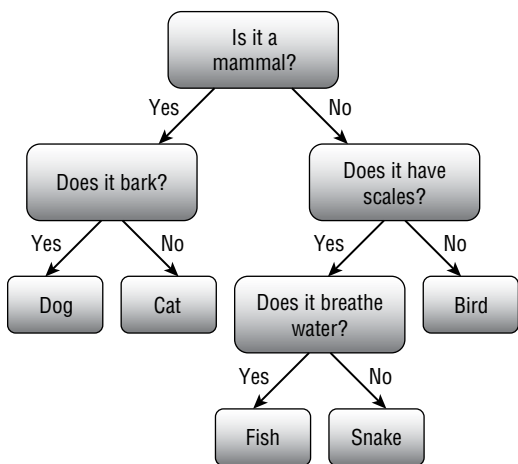 Is it a
mammal?
Yes
No
Does it bark?
Does it have
scales?
Yes
No
Yes
No
Dog
Cat
Does it breathe
water?
Bird
Yes
No
Fish
Snake